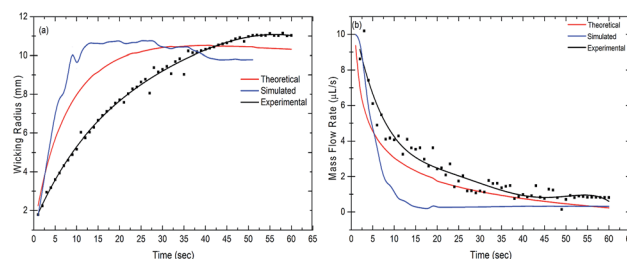 (a)
Wicking Radius (mm)
12
10
8
6
4
2
Theoretical
Simulated
Experimental
0 5 10 15 20 25 30 35 40 45 50 55 60 65
Time (sec)
(b)
Mass Flow Rate (μL/s)
10
8
6
4
2
0
Theoretical
Simulated
Experimental
0 10 20 30 40 50 60
Time (sec)